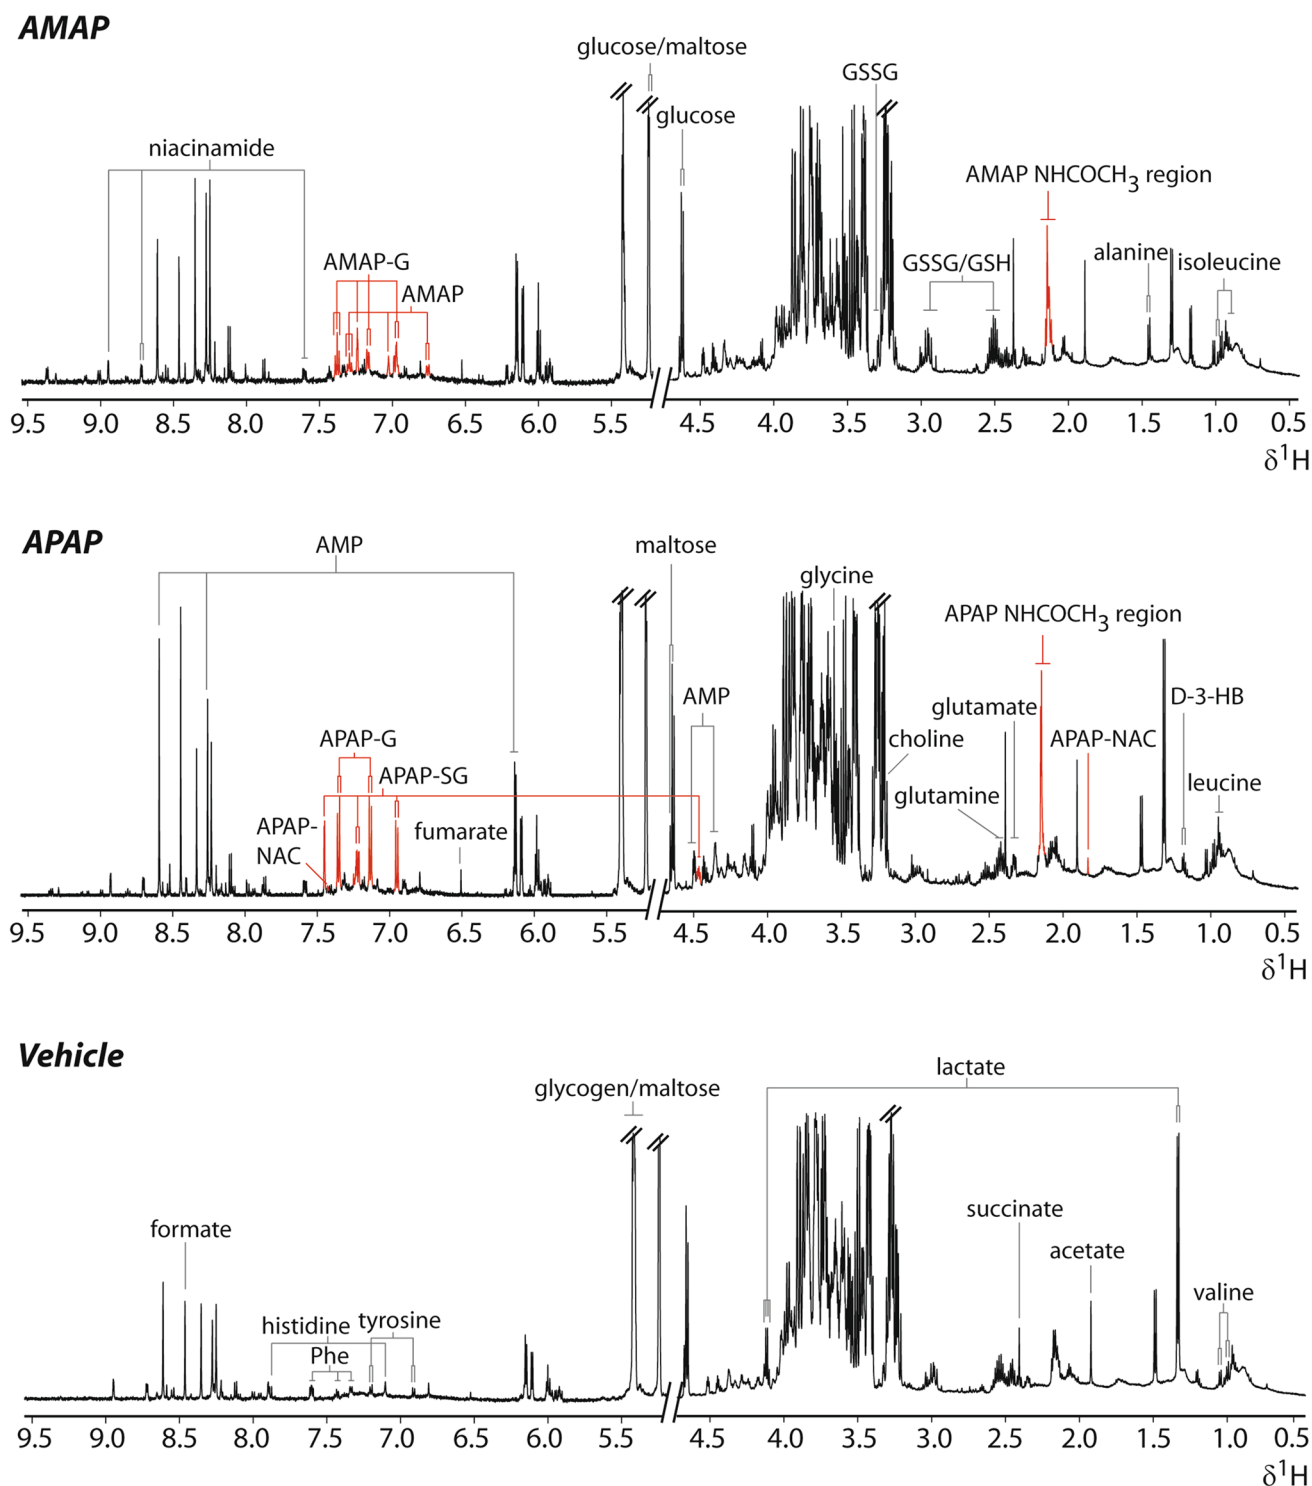 AMAP
glucose/maltose
GSSG
glucose
niacinamide
AMAP NHCOCH3 region
AMAP-G
GSSG/GSH
alanine
isoleucine
AMAP
9.5 9.0 8.5 8.0 7.5 7.0 6.5 6.0 5.5 4.5 4.0 3.5 3.0 2.5 2.0 1.5 1.0 0.5
δ1H
APAP
AMP
maltose
glycine
APAP NHCOCH3 region
AMP
D-3-HB
glutamate
APAP-G
choline
APAP-NAC
APAP-SG
leucine
glutamine
APAP-
NAC
fumarate
9.5 9.0 8.5 8.0 7.5 7.0 6.5 6.0 5.5 4.5 4.0 3.5 3.0 2.5 2.0 1.5 1.0 0.5
δ1H
Vehicle
lactate
glycogen/maltose
succinate
formate
acetate
valine
histidine
tyrosine
Phe
9.5 9.0 8.5 8.0 7.5 7.0 6.5 6.0 5.5 4.5 4.0 3.5 3.0 2.5 2.0 1.5 1.0 0.5
δ1H